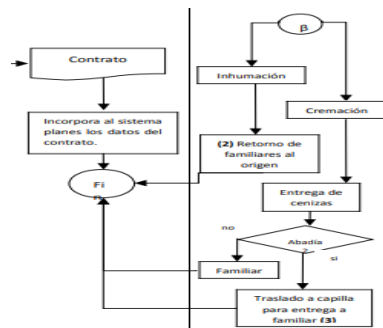 Contrato
Incorpora al sistema
planes los datos del
contrato.
Fi
β
Inhumación
Cremación
(2) Retorno de
familiares al
origen
Entrega de
cenizas
no
Abadía
si
Familiar
Traslado a capilla
para entrega a
familiar (3)